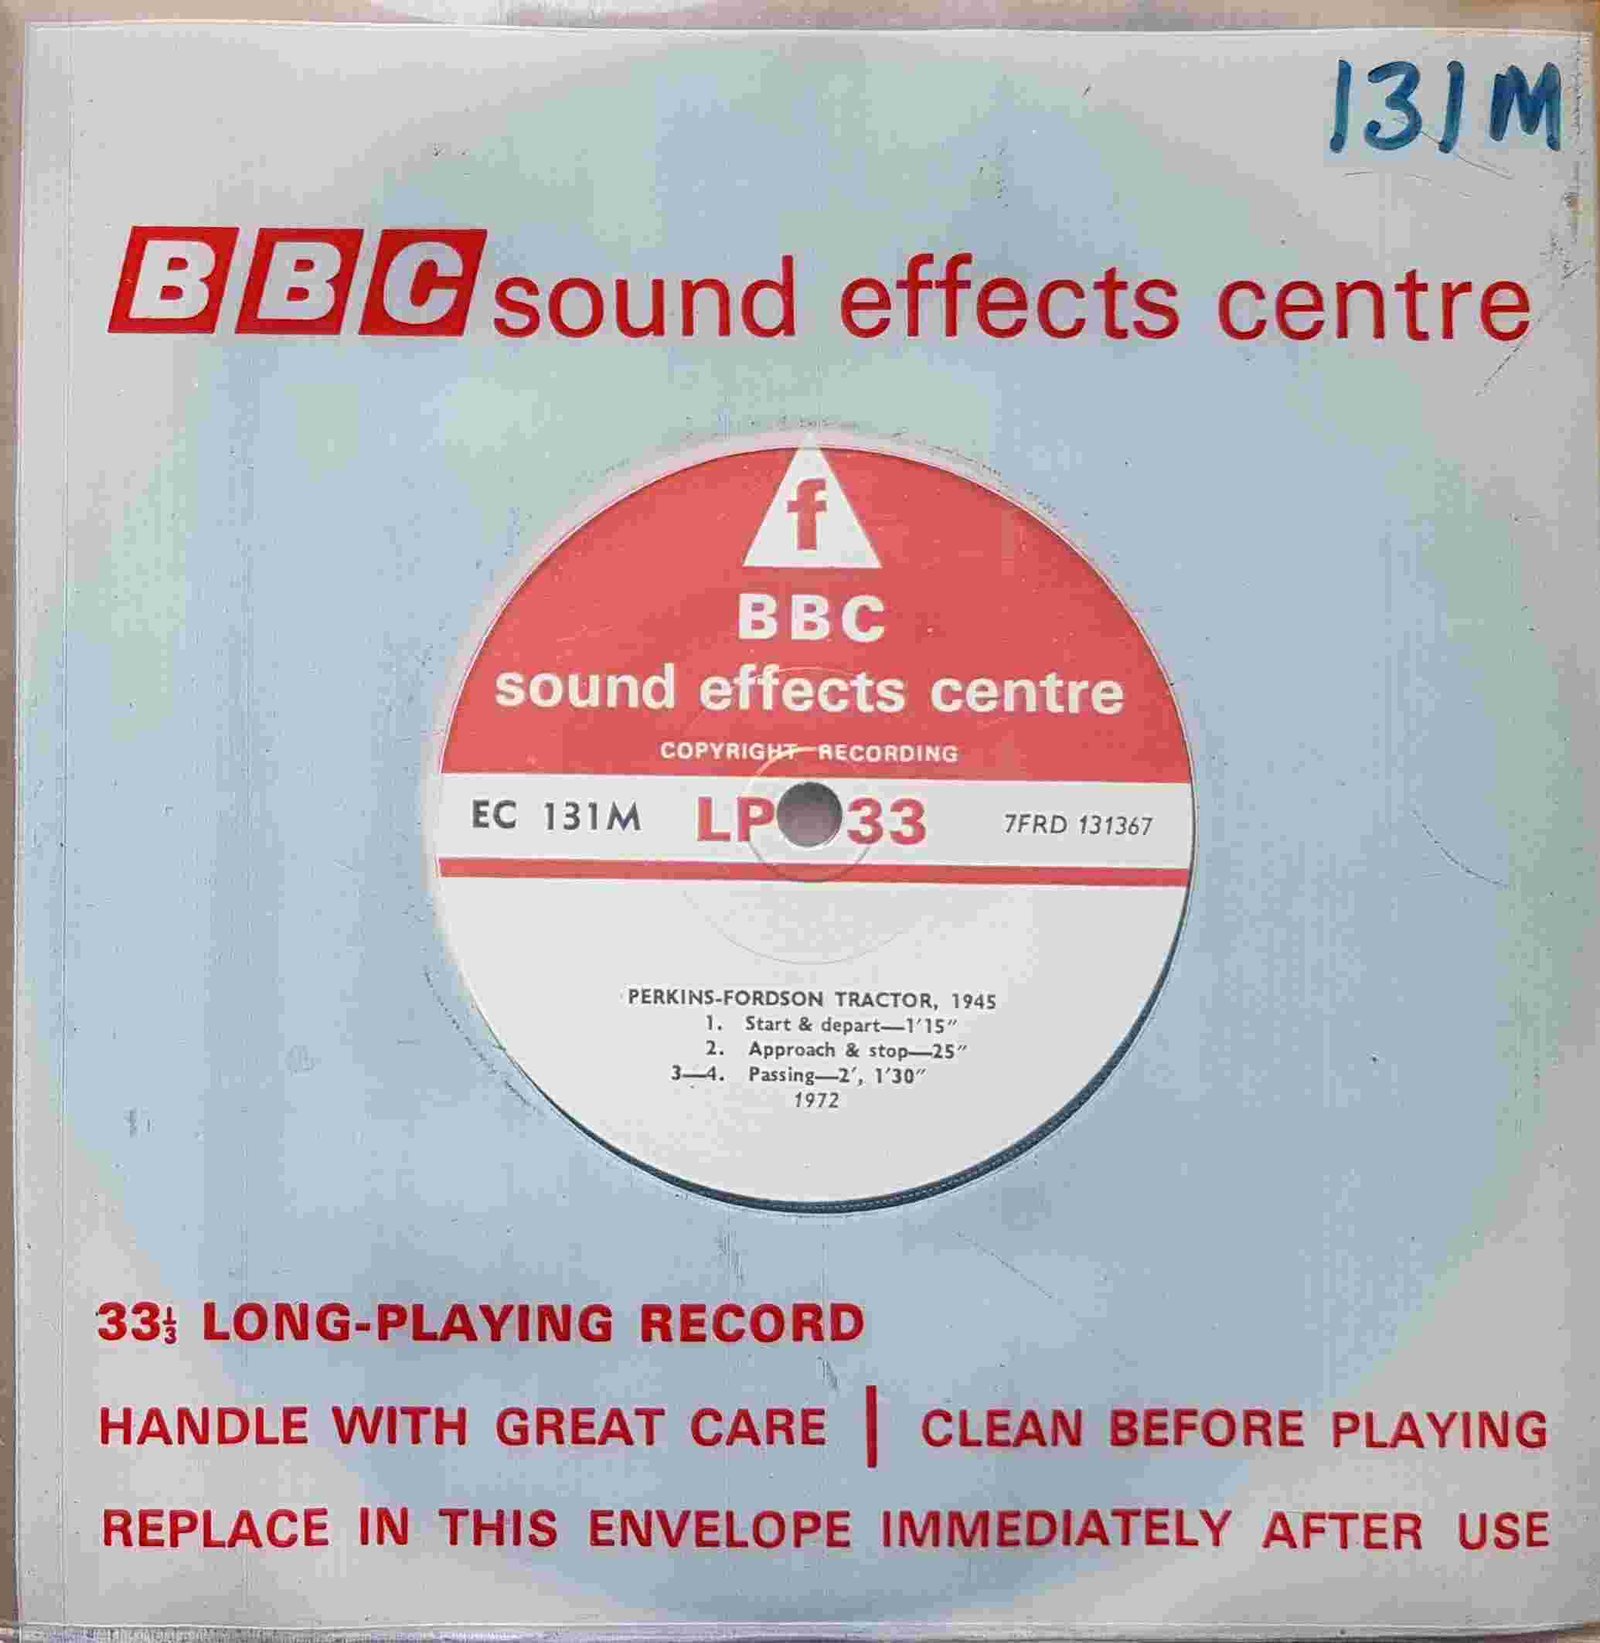 131M
BBC sound effects centre
f
BBC
sound effects centre
COPYRIGHT RECORDING
EC 131M LP 33 7FRD 131367
PERKINS-FORDSON TRACTOR, 1945
1. Start & depart—1′15″
2. Approach & stop—25″
3—4. Passing—2′, 1′30″
1972
33⅓ LONG-PLAYING RECORD
HANDLE WITH GREAT CARE | CLEAN BEFORE PLAYING
REPLACE IN THIS ENVELOPE IMMEDIATELY AFTER USE